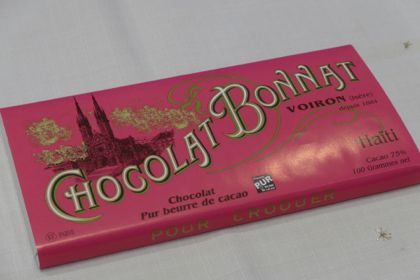 CHOCOLAT BONNAT
VOIRON (Isère)
depuis 1884
Haïti
Cacao 75%
100 Grammes net
Chocolat
Pur beurre de cacao
PUR
POUR CROQUER